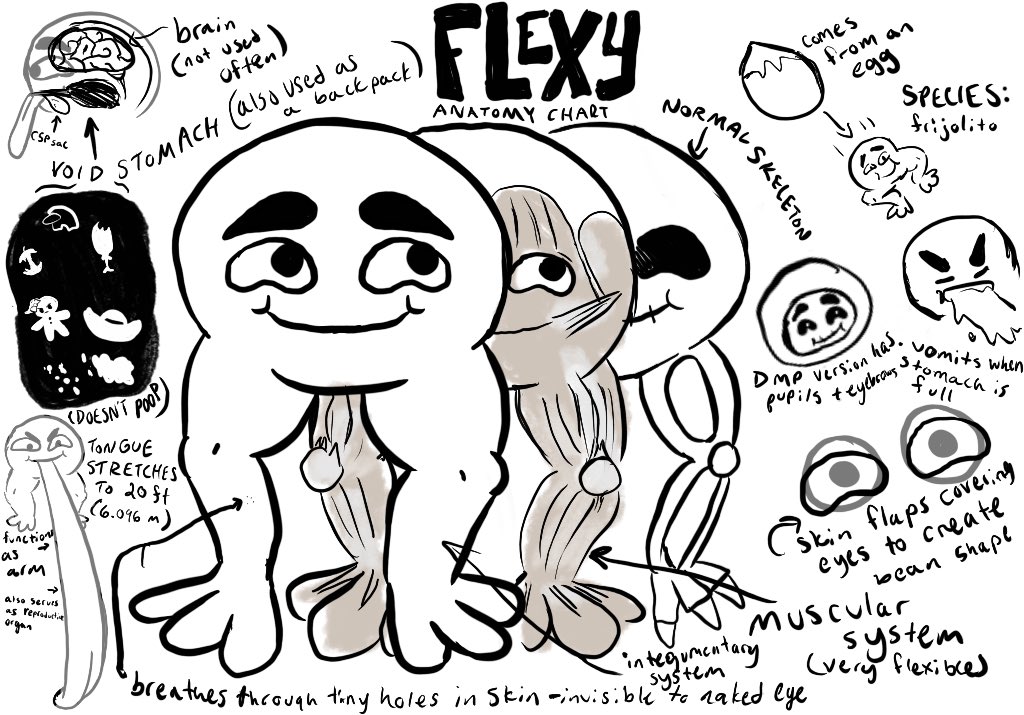 FLEXY
ANATOMY CHART
brain
(not used
often)
CSP sac
VOID STOMACH (also used as
a backpack)
(DOESN'T POOP)
TONGUE
STRETCHES
TO 20 ft
(6.096 m)
functions
as
arm
also serves
as reproductive
organ
NORMAL SKELETON
comes
from an
egg
SPECIES:
frijolito
DMP version has
pupils + eyebrows
vomits when
stomach is
full
skin flaps covering
eyes to create
bean shape
muscular
system
(very flexible)
integumentary
system
breathes through tiny holes in skin - invisible to naked eye